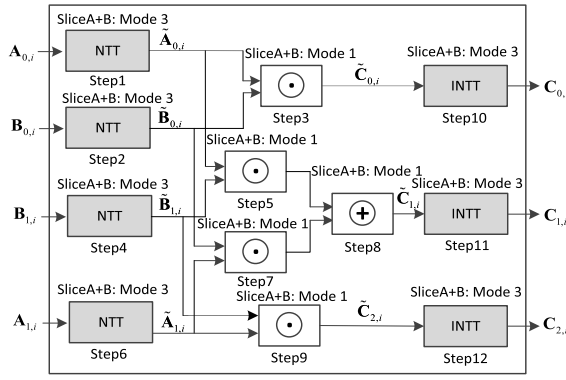 SliceA+B: Mode 3
A0,i
NTT
Ã0,i
Step1
SliceA+B: Mode 1
⊙
Step3
C̃0,i
SliceA+B: Mode 3
INTT
Step10
C0,
SliceA+B: Mode 3
B0,i
NTT
B̃0,i
Step2
SliceA+B: Mode 1
⊙
Step5
SliceA+B: Mode 3
B1,i
NTT
B̃1,i
Step4
SliceA+B: Mode 1
⊙
Step7
SliceA+B: Mode 1
+
Step8
C̃1,i
SliceA+B: Mode 3
INTT
Step11
C1,i
SliceA+B: Mode 3
A1,i
NTT
Ã1,i
Step6
SliceA+B: Mode 1
⊙
Step9
C̃2,i
SliceA+B: Mode 3
INTT
Step12
C2,i